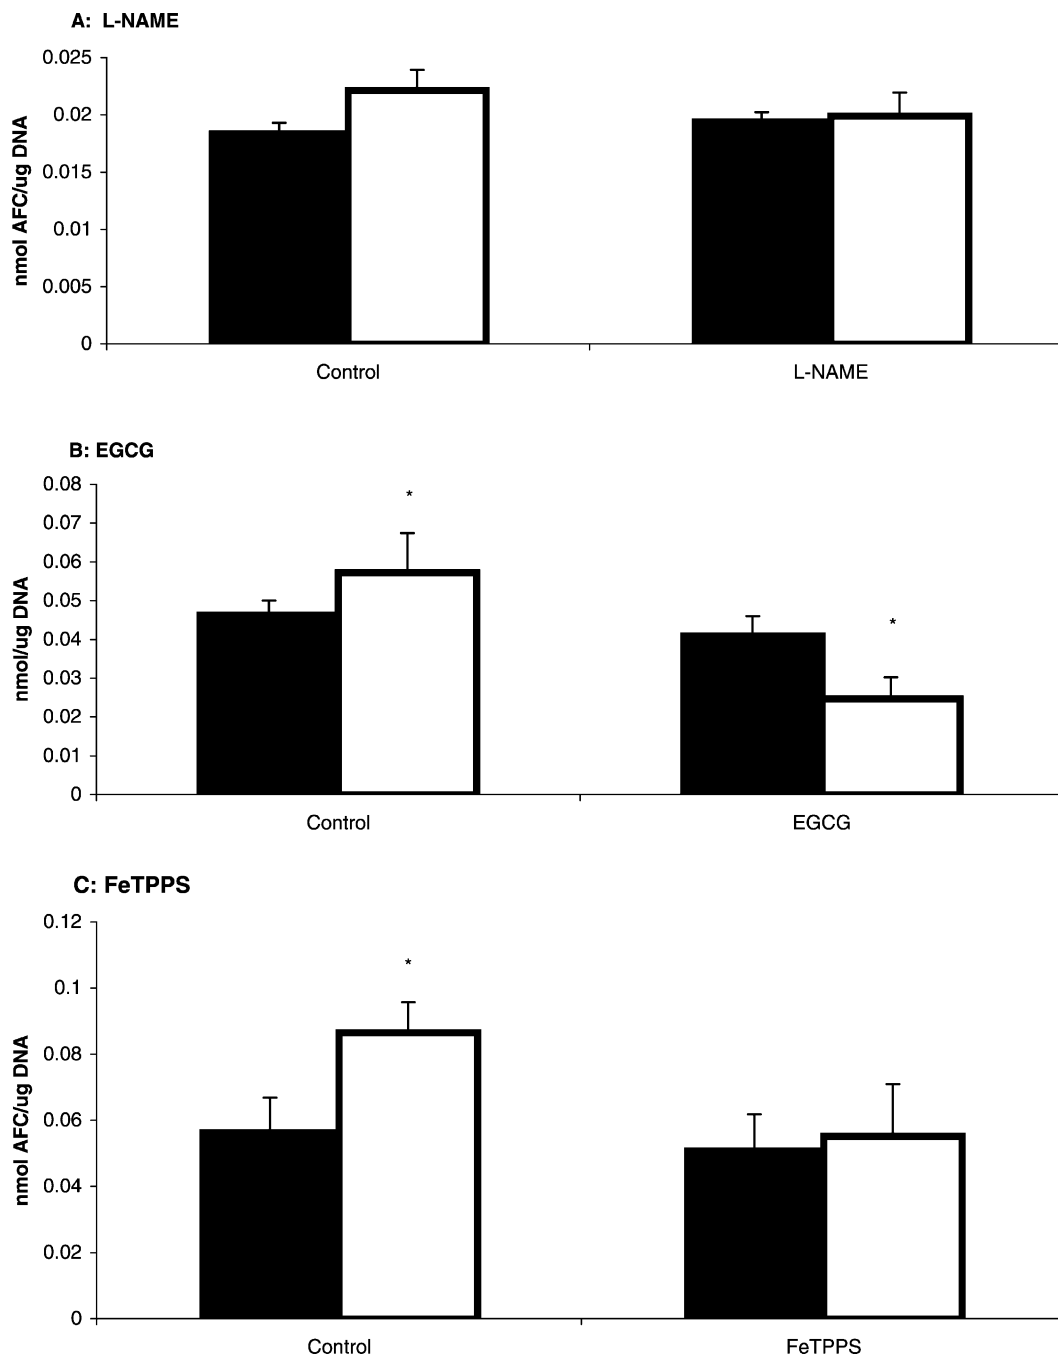 A: L-NAME
nmol AFC/ug DNA
0.025
0.02
0.015
0.01
0.005
0
Control
L-NAME
B: EGCG
nmol/ug DNA
0.08
0.07
0.06
0.05
0.04
0.03
0.02
0.01
0
*
*
Control
EGCG
C: FeTPPS
nmol AFC/ug DNA
0.12
0.1
0.08
0.06
0.04
0.02
0
*
Control
FeTPPS